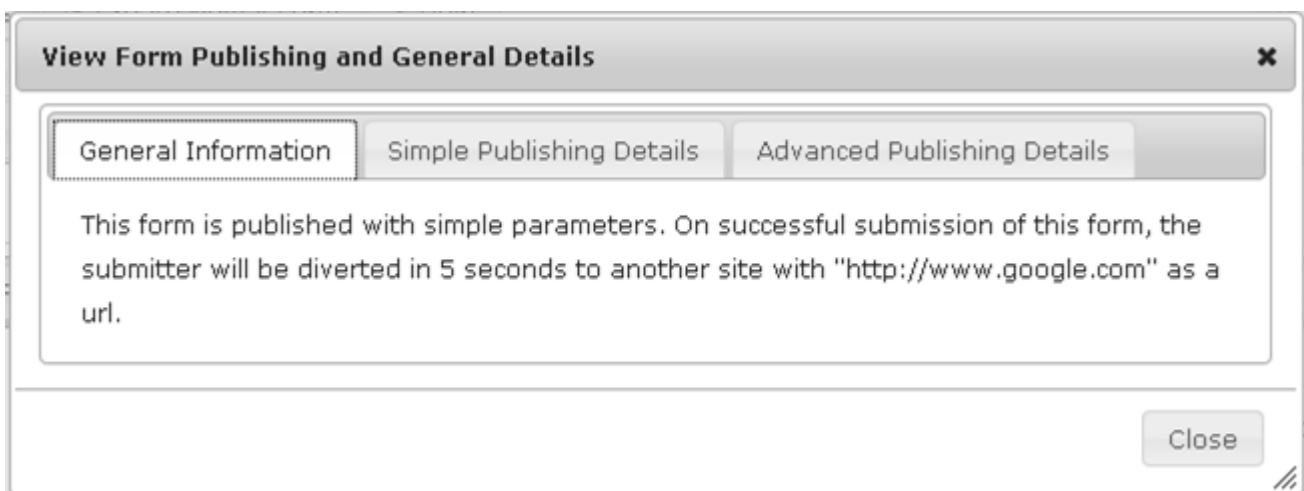 View Form Publishing and General Details
General Information Simple Publishing Details Advanced Publishing Details
This form is published with simple parameters. On successful submission of this form, the
submitter will be diverted in 5 seconds to another site with "http://www.google.com" as a
url.
Close